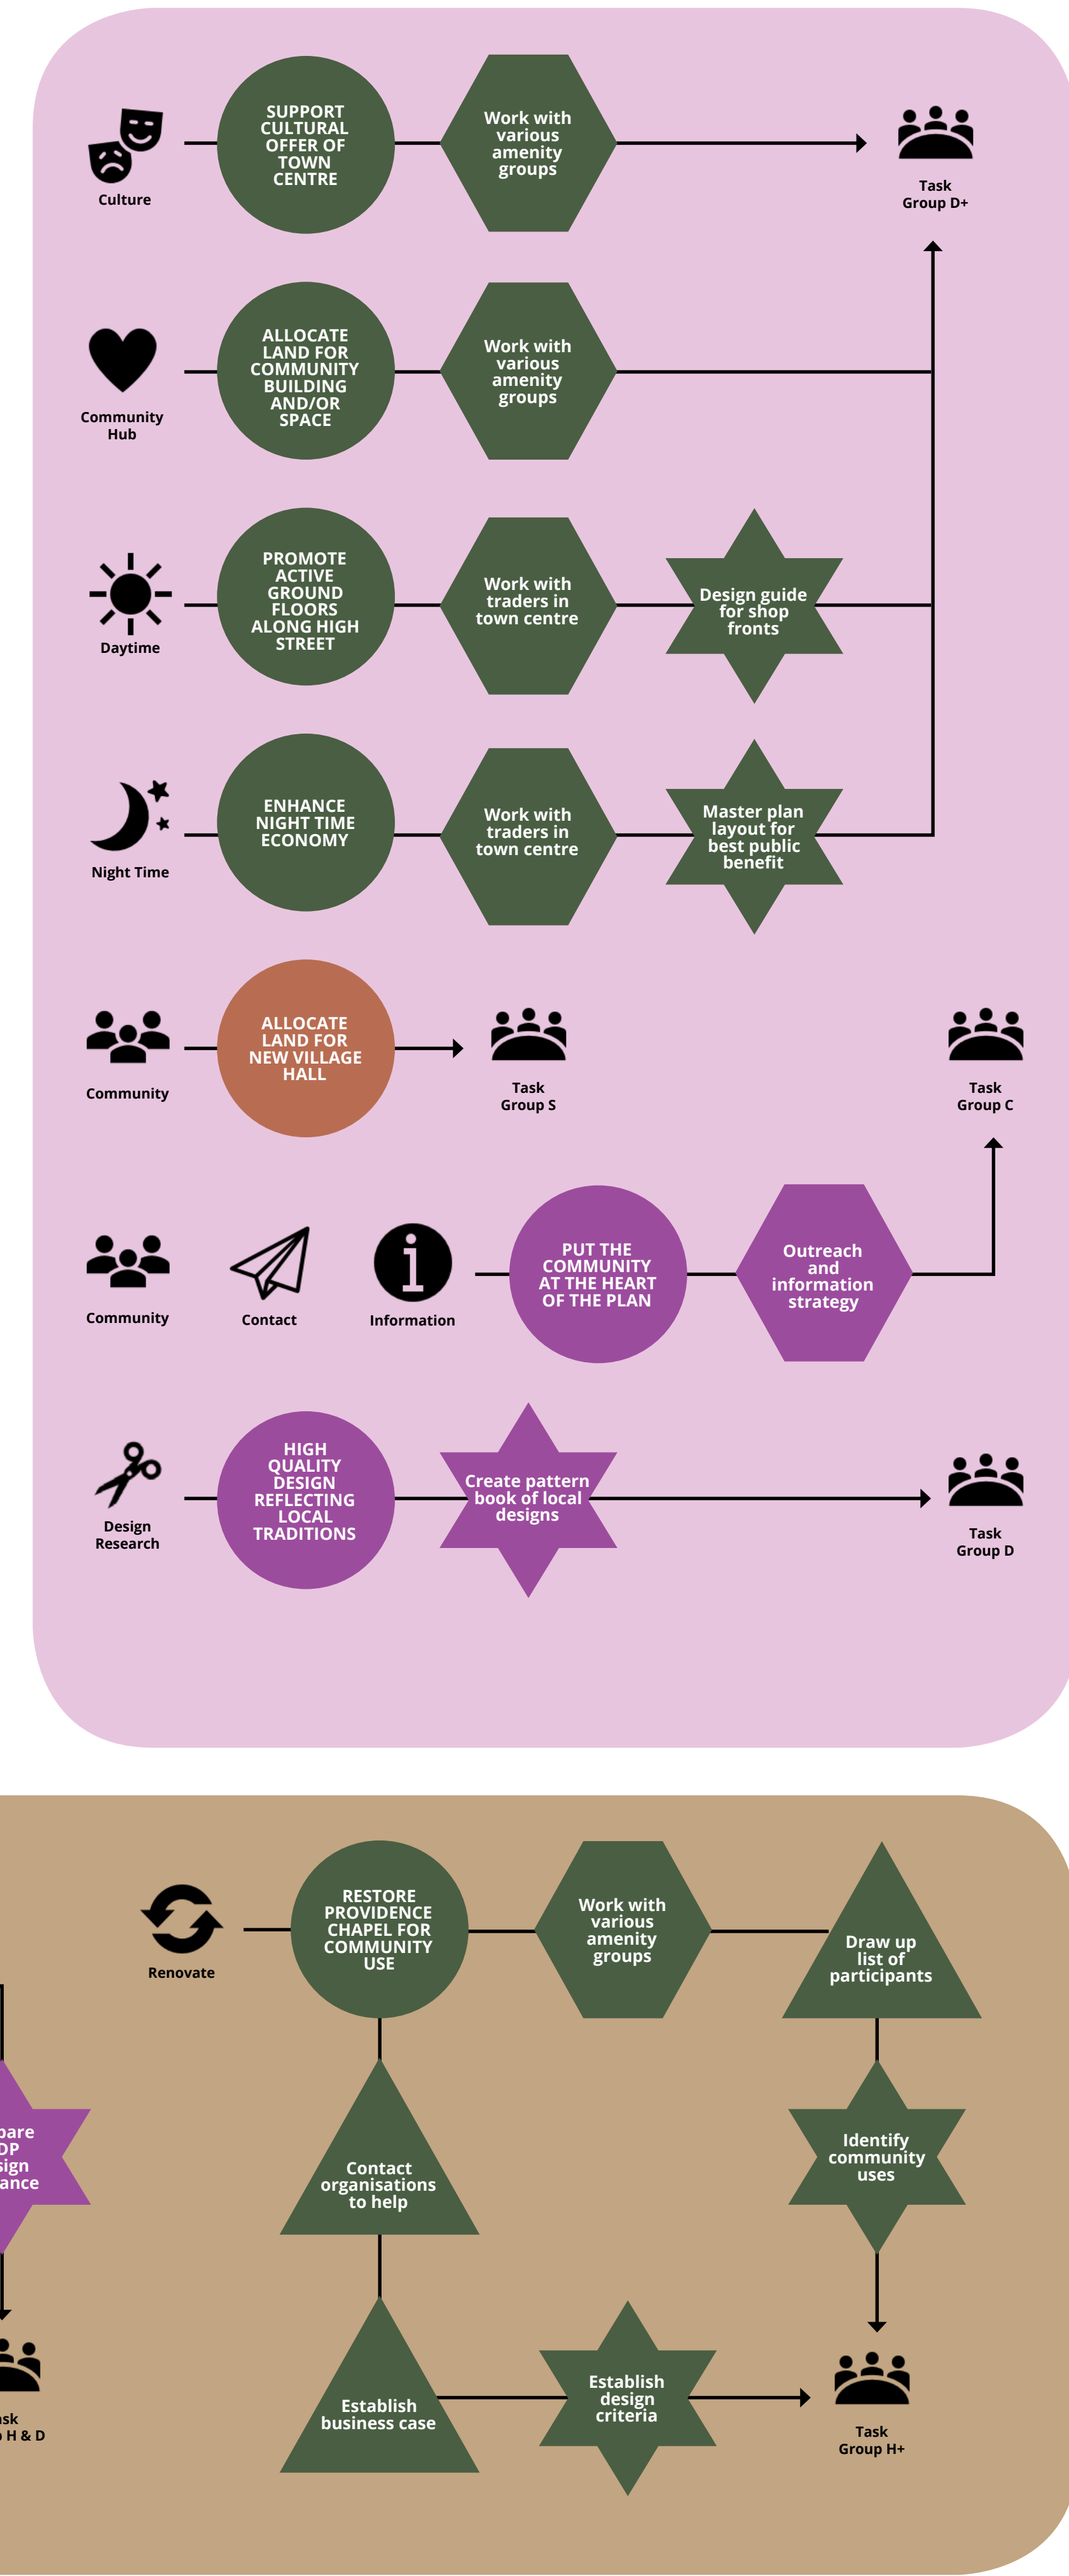 SUPPORT
CULTURAL
OFFER OF
TOWN
CENTRE
Work with
various
amenity
groups
Culture
Task
Group D+
ALLOCATE
LAND FOR
COMMUNITY
BUILDING
AND/OR
SPACE
Work with
various
amenity
groups
Community
Hub
PROMOTE
ACTIVE
GROUND
FLOORS
ALONG HIGH
STREET
Work with
traders in
town centre
Design guide
for shop
fronts
Daytime
ENHANCE
NIGHT TIME
ECONOMY
Work with
traders in
town centre
Master plan
layout for
best public
benefit
Night Time
ALLOCATE
LAND FOR
NEW VILLAGE
HALL
Community
Task
Group S
Task
Group C
PUT THE
COMMUNITY
AT THE HEART
OF THE PLAN
Outreach
and
information
strategy
Community
Contact
Information
HIGH
QUALITY
DESIGN
REFLECTING
LOCAL
TRADITIONS
Create pattern
book of local
designs
Design
Research
Task
Group D
RESTORE
PROVIDENCE
CHAPEL FOR
COMMUNITY
USE
Work with
various
amenity
groups
Draw up
list of
participants
Renovate
Contact
organisations
to help
Identify
community
uses
Establish
business case
Establish
design
criteria
H & D
Task
Group H+